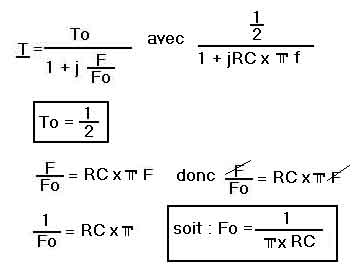 T = To / (1 + j F/Fo) avec (1/2) / (1 + jRC x π f)
To = 1/2
F/Fo = RC x π F donc F/Fo = RC x π F
1/Fo = RC x π soit : Fo = 1 / (π x RC)